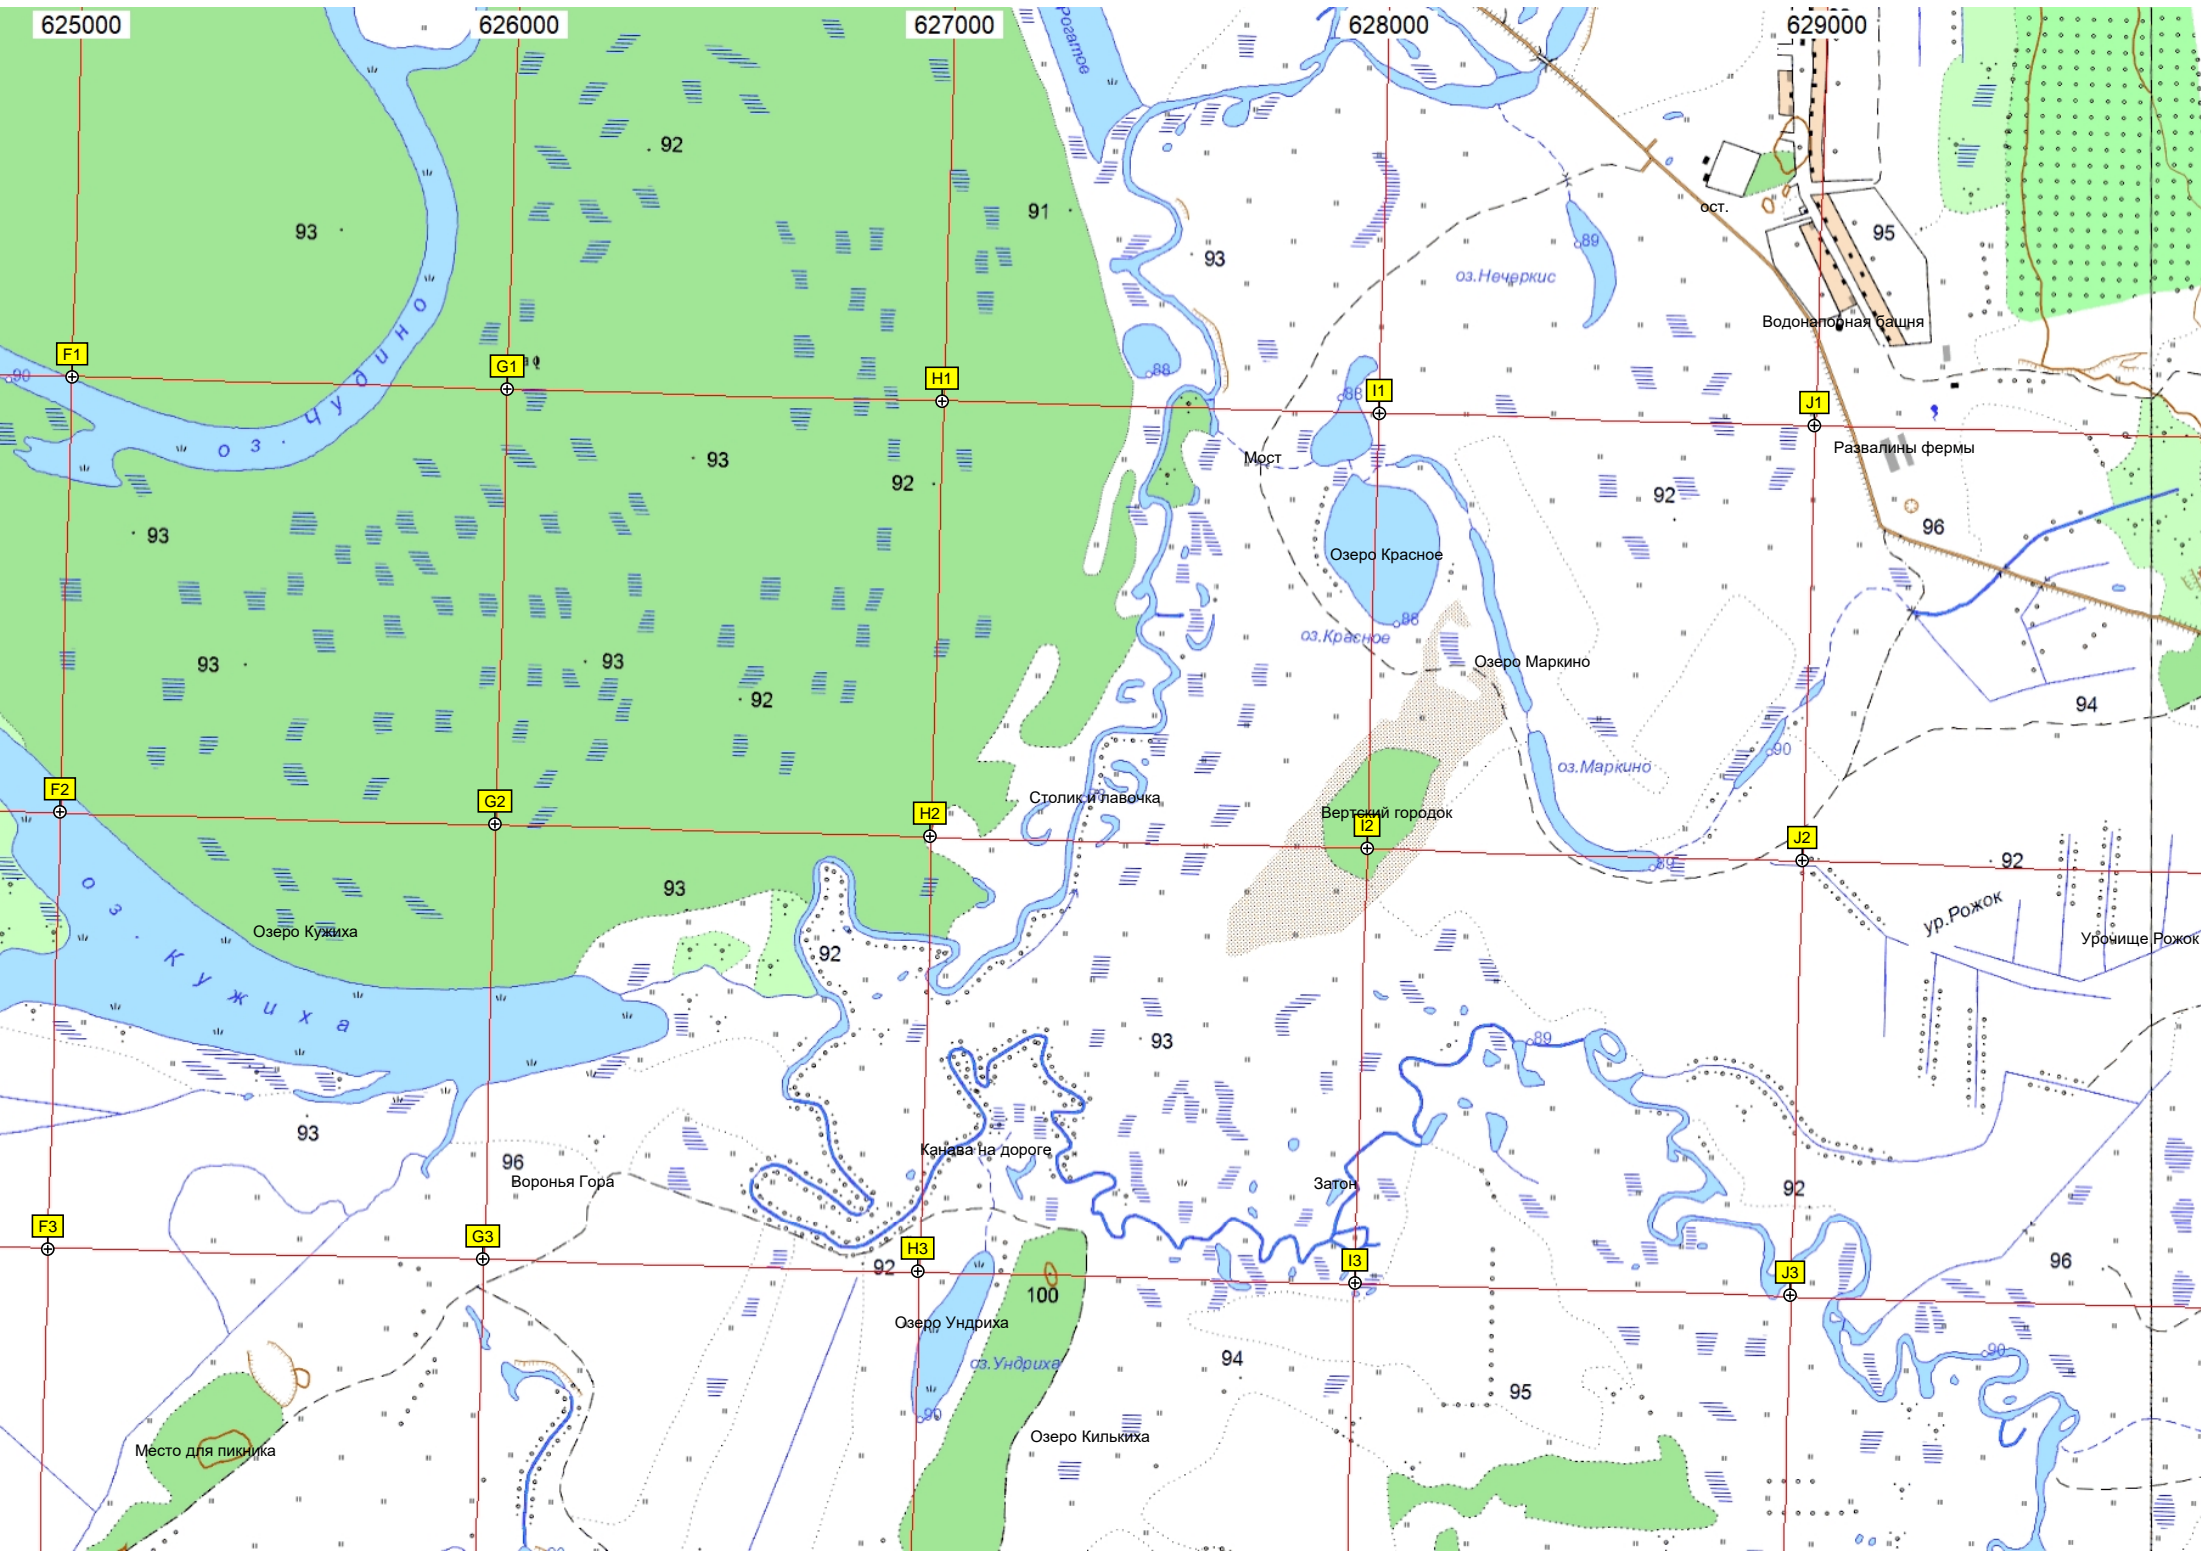 625000 626000 627000 628000 629000
Рогатое
92
93
91
93
ост.
95
89
оз.Нечеркис
Водонапорная башня
оз. Чудино
90
88
88
F1 G1 H1 I1 J1
Развалины фермы
Мост
93
92
92
96
93
Озеро Красное
88
оз.Красное
93
93
92
Озеро Маркино
94
90
оз.Маркино
Столик и лавочка
Вертский городок
F2 G2 H2 I2 J2
89
92
93
ур.Рожок
Урочище Рожок
Озеро Кужиха
92
оз. Кужиха
93
89
93
96
Воронья Гора
Канава на дороге
Затон
92
F3 G3 H3 I3 J3
92
96
100
Озеро Ундриха
оз.Ундриха
94
90
95
90
Озеро Килькиха
Место для пикника